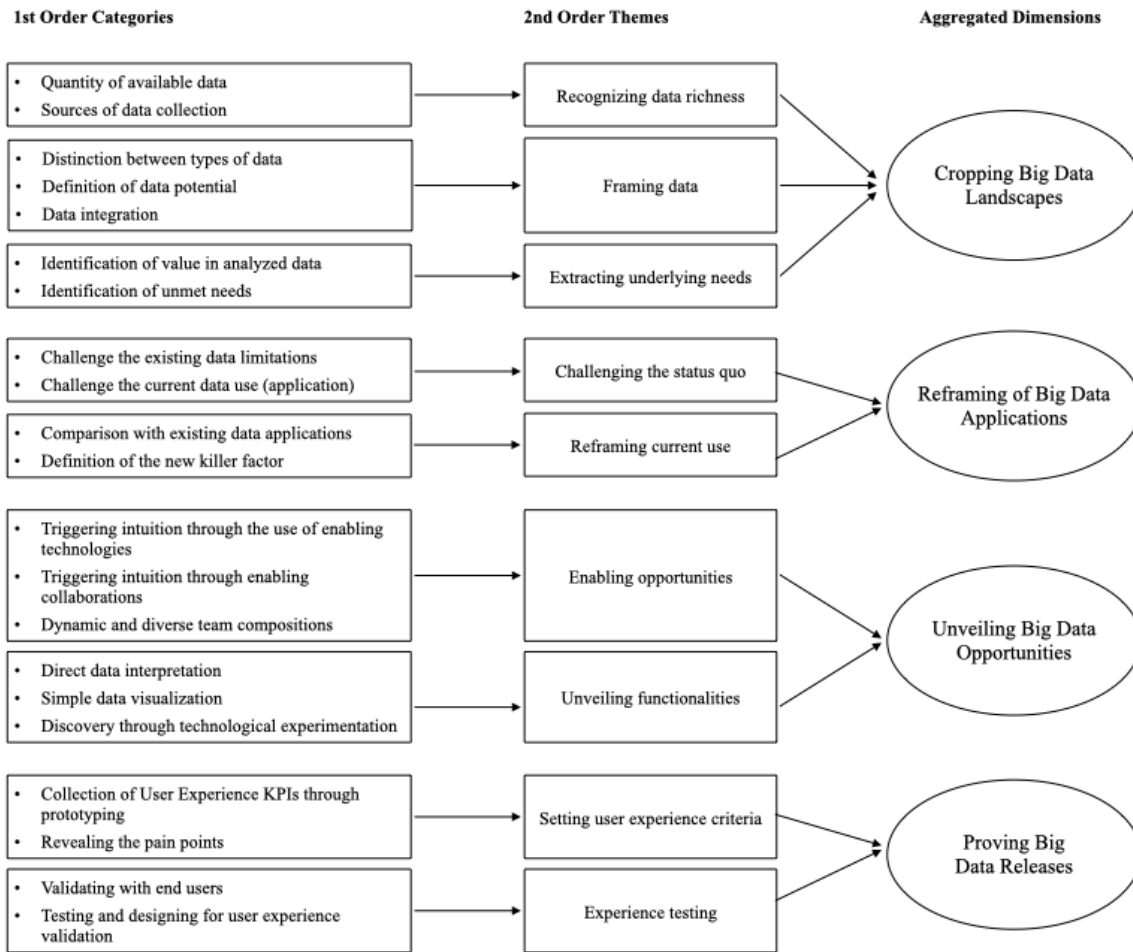 1st Order Categories
2nd Order Themes
Aggregated Dimensions
• Quantity of available data
• Sources of data collection
Recognizing data richness
• Distinction between types of data
• Definition of data potential
• Data integration
Framing data
• Identification of value in analyzed data
• Identification of unmet needs
Extracting underlying needs
Cropping Big Data
Landscapes
• Challenge the existing data limitations
• Challenge the current data use (application)
Challenging the status quo
• Comparison with existing data applications
• Definition of the new killer factor
Reframing current use
Reframing of Big Data
Applications
• Triggering intuition through the use of enabling
technologies
• Triggering intuition through enabling
collaborations
• Dynamic and diverse team compositions
Enabling opportunities
• Direct data interpretation
• Simple data visualization
• Discovery through technological experimentation
Unveiling functionalities
Unveiling Big Data
Opportunities
• Collection of User Experience KPIs through
prototyping
• Revealing the pain points
Setting user experience criteria
• Validating with end users
• Testing and designing for user experience
validation
Experience testing
Proving Big
Data Releases